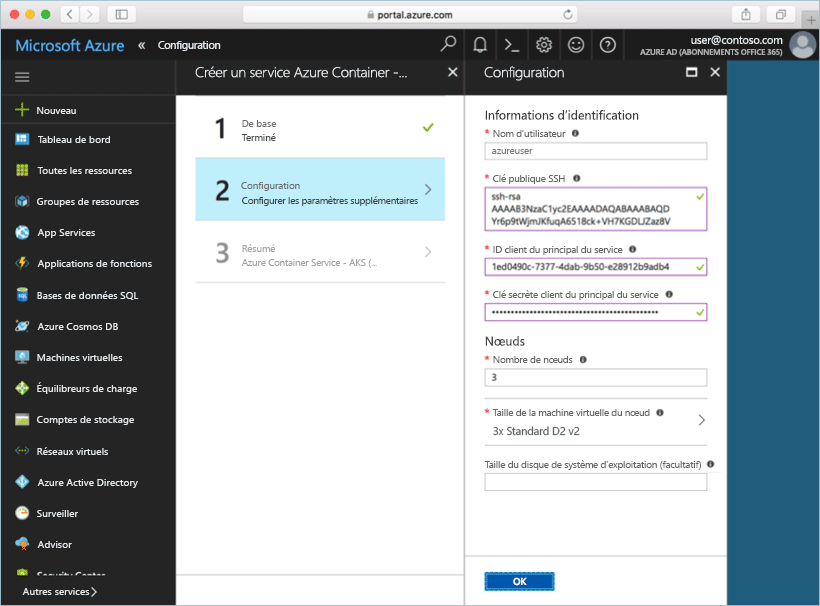 portal.azure.com
Microsoft Azure « Configuration
user@contoso.com
AZURE AD (ABONNEMENTS OFFICE 365)
Nouveau
Tableau de bord
Toutes les ressources
Groupes de ressources
App Services
Applications de fonctions
Bases de données SQL
Azure Cosmos DB
Machines virtuelles
Équilibreurs de charge
Comptes de stockage
Réseaux virtuels
Azure Active Directory
Surveiller
Advisor
Security Center
Autres services
Créer un service Azure Container -...
1 De base
Terminé
2 Configuration
Configurer les paramètres supplémentaires
3 Résumé
Azure Container Service - AKS (...
Configuration
Informations d'identification
* Nom d'utilisateur
azureuser
* Clé publique SSH
ssh-rsa
AAAAB3NzaC1yc2EAAAADAQABAAABAQD
Yr6p9tWjmJKfuqA6518ck+VH7KGDLJZaz8V
* ID client du principal du service
1ed0490c-7377-4dab-9b50-e28912b9adb4
* Clé secrète client du principal du service
Nœuds
* Nombre de nœuds
3
* Taille de la machine virtuelle du nœud
3x Standard D2 v2
Taille du disque de système d'exploitation (facultatif)
OK